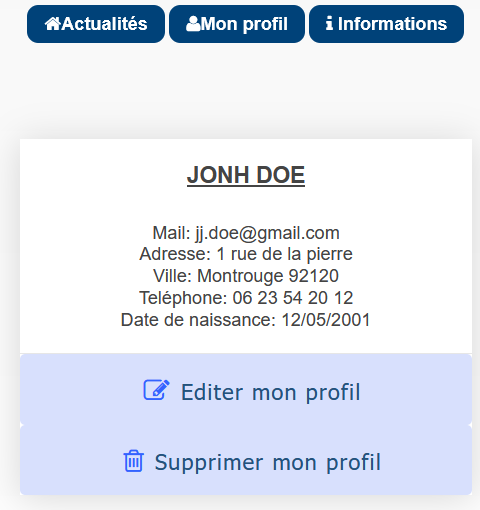 Actualités Mon profil Informations
JONH DOE
Mail: jj.doe@gmail.com
Adresse: 1 rue de la pierre
Ville: Montrouge 92120
Teléphone: 06 23 54 20 12
Date de naissance: 12/05/2001
Editer mon profil
Supprimer mon profil